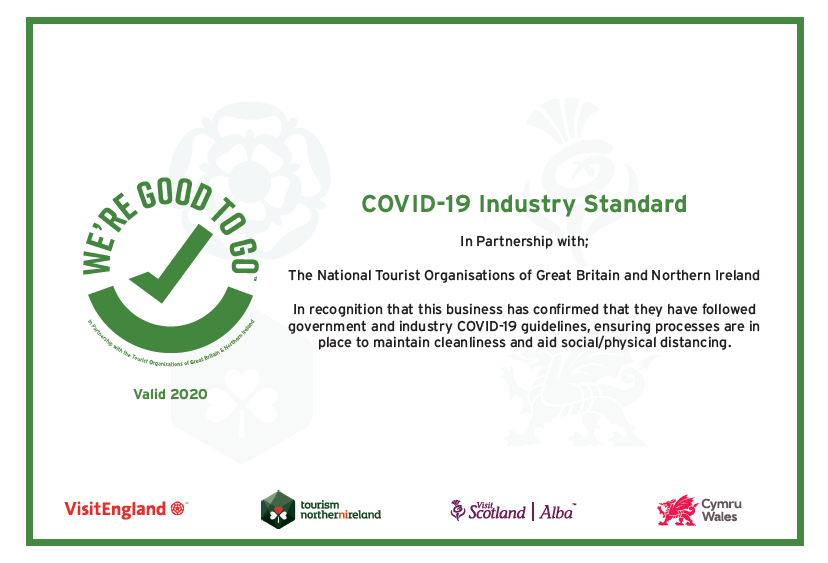 WE'RE GOOD TO GO
In Partnership with The Tourist Organisations of Great Britain & Northern Ireland
Valid 2020
COVID-19 Industry Standard
In Partnership with;
The National Tourist Organisations of Great Britain and Northern Ireland
In recognition that this business has confirmed that they have followed
government and industry COVID-19 guidelines, ensuring processes are in
place to maintain cleanliness and aid social/physical distancing.
VisitEngland™
tourism
northernireland
Visit
Scotland | Alba™
Cymru
Wales